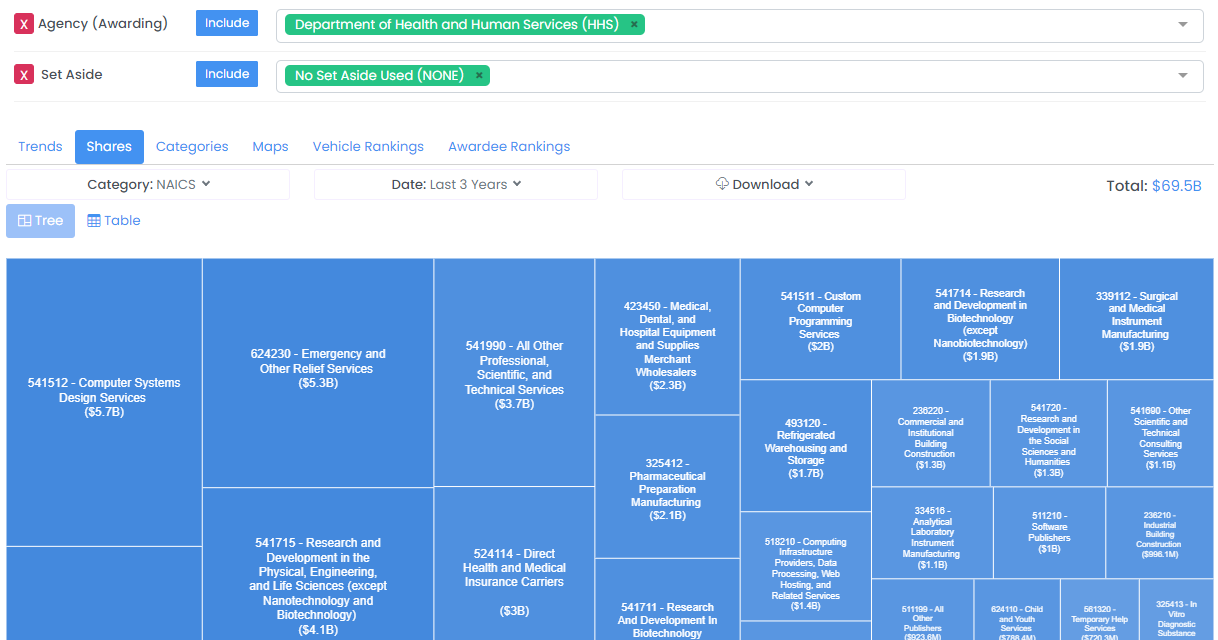 X Agency (Awarding) Include Department of Health and Human Services (HHS) ×
X Set Aside Include No Set Aside Used (NONE) ×
Trends Shares Categories Maps Vehicle Rankings Awardee Rankings
Category: NAICS Date: Last 3 Years Download Total: $69.5B
Tree Table
541512 - Computer Systems
Design Services
($5.7B)
624230 - Emergency and
Other Relief Services
($5.3B)
541715 - Research and
Development in the
Physical, Engineering,
and Life Sciences (except
Nanotechnology and
Biotechnology)
($4.1B)
541990 - All Other
Professional,
Scientific, and
Technical Services
($3.7B)
524114 - Direct
Health and Medical
Insurance Carriers
($3B)
423450 - Medical,
Dental, and
Hospital Equipment
and Supplies
Merchant
Wholesalers
($2.3B)
325412 -
Pharmaceutical
Preparation
Manufacturing
($2.1B)
541711 - Research
And Development In
Biotechnology
541511 - Custom
Computer
Programming
Services
($2B)
541714 - Research
and Development in
Biotechnology
(except
Nanobiotechnology)
($1.9B)
339112 - Surgical
and Medical
Instrument
Manufacturing
($1.9B)
493120 -
Refrigerated
Warehousing and
Storage
($1.7B)
518210 - Computing
Infrastructure
Providers, Data
Processing, Web
Hosting, and
Related Services
($1.4B)
236220 -
Commercial and
Institutional
Building
Construction
($1.3B)
541720 -
Research and
Development in
the Social
Sciences and
Humanities
($1.3B)
541690 - Other
Scientific and
Technical
Consulting
Services
($1.1B)
334516 -
Analytical
Laboratory
Instrument
Manufacturing
($1.1B)
511210 -
Software
Publishers
($1B)
236210 -
Industrial
Building
Construction
($996.1M)
511199 - All
Other
Publishers
($923.6M)
624110 - Child
and Youth
Services
($788.4M)
561320 -
Temporary Help
Services
($720.3M)
325413 - In
Vitro
Diagnostic
Substance